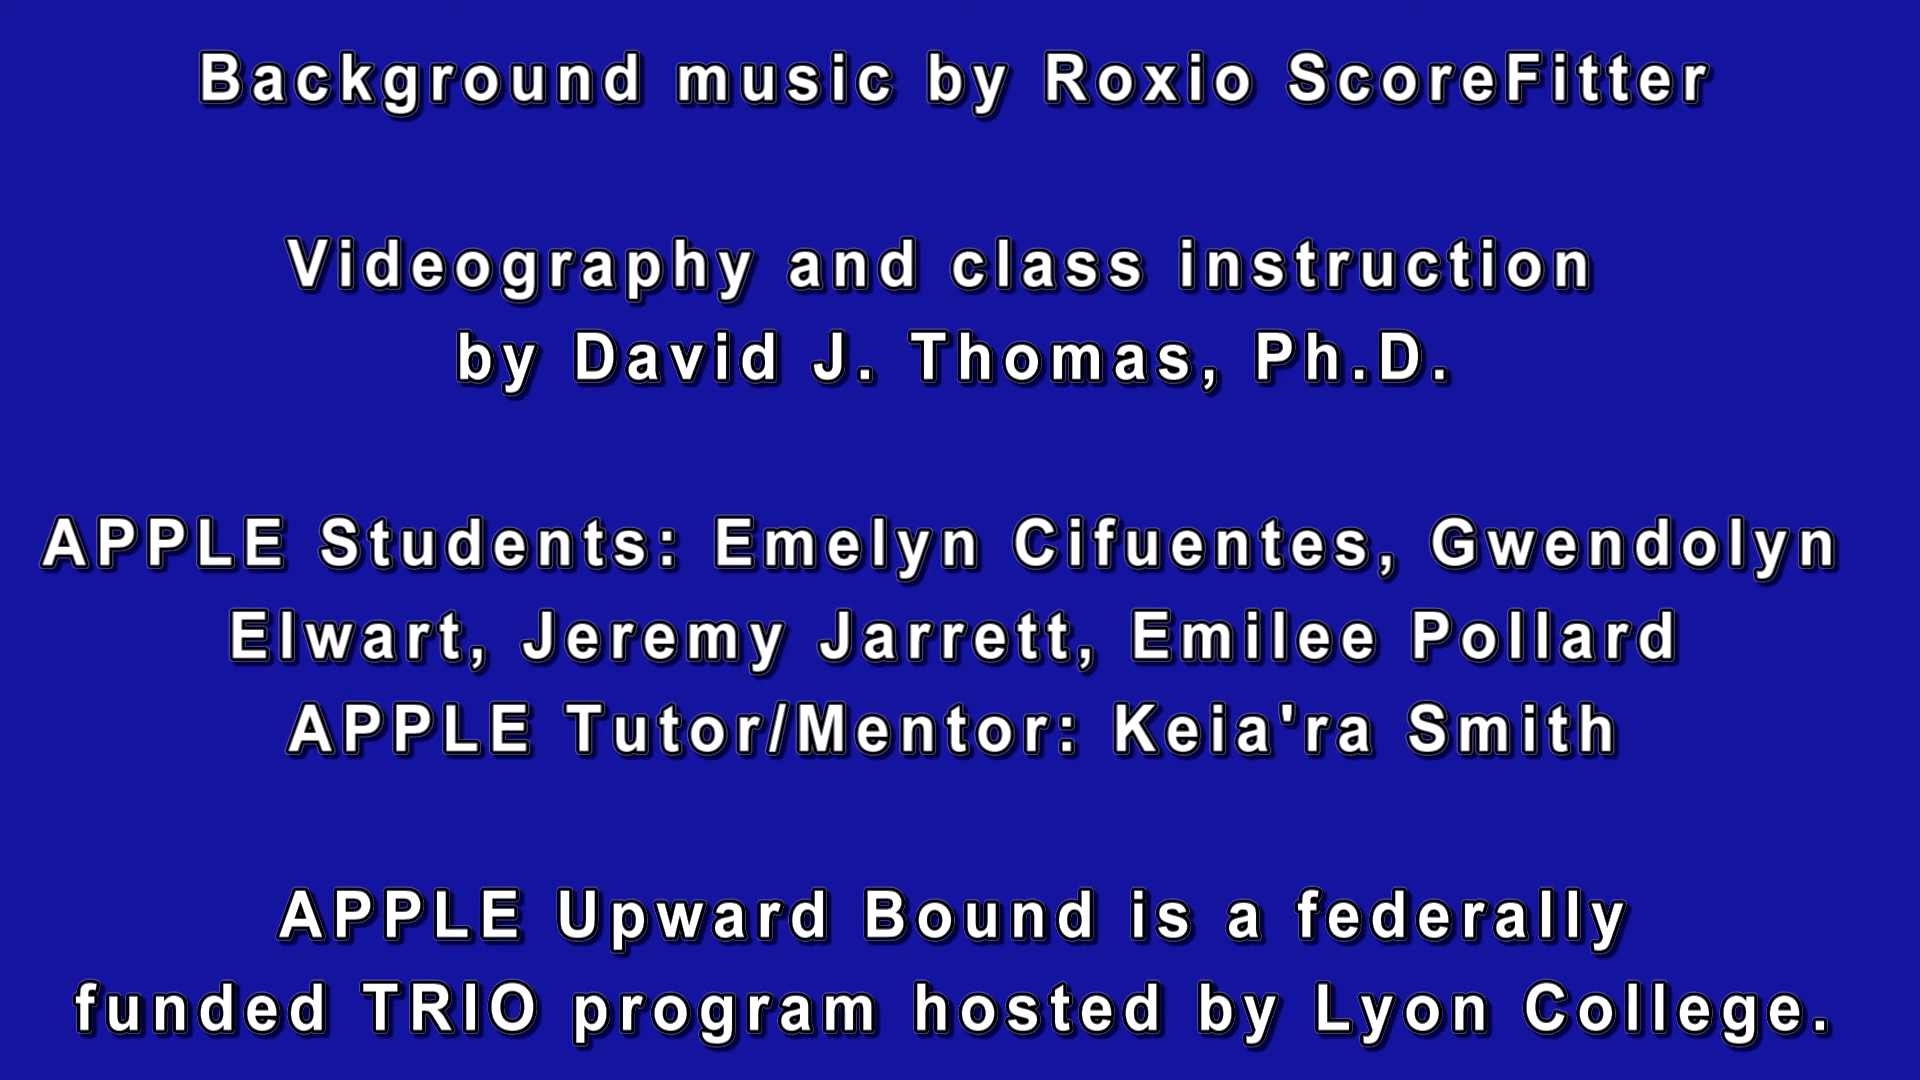 Background music by Roxio ScoreFitter
Videography and class instruction
by David J. Thomas, Ph.D.
APPLE Students: Emelyn Cifuentes, Gwendolyn
Elwart, Jeremy Jarrett, Emilee Pollard
APPLE Tutor/Mentor: Keia'ra Smith
APPLE Upward Bound is a federally
funded TRIO program hosted by Lyon College.